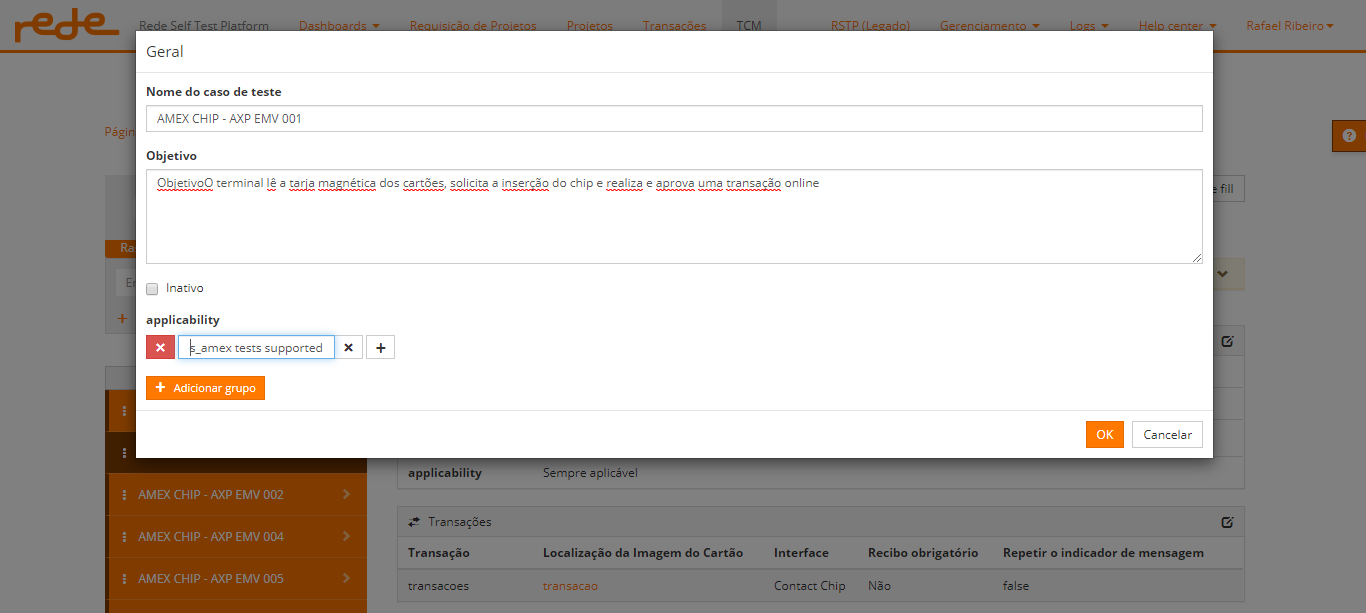 rede Rede Self Test Platform Dashboards Requisição de Projetos Projetos Transações TCM RSTP (Legado) Gerenciamento Logs Help center Rafael Ribeiro
Geral
Nome do caso de teste
AMEX CHIP - AXP EMV 001
Objetivo
ObjetivoO terminal lê a tarja magnética dos cartões, solicita a inserção do chip e realiza e aprova uma transação online
Inativo
applicability
s_amex tests supported
+ Adicionar grupo
OK Cancelar
fill
applicability Sempre aplicável
AMEX CHIP - AXP EMV 002
Transações
AMEX CHIP - AXP EMV 004
Transação Localização da Imagem do Cartão Interface Recibo obrigatório Repetir o indicador de mensagem
AMEX CHIP - AXP EMV 005
transacoes transacao Contact Chip Não false